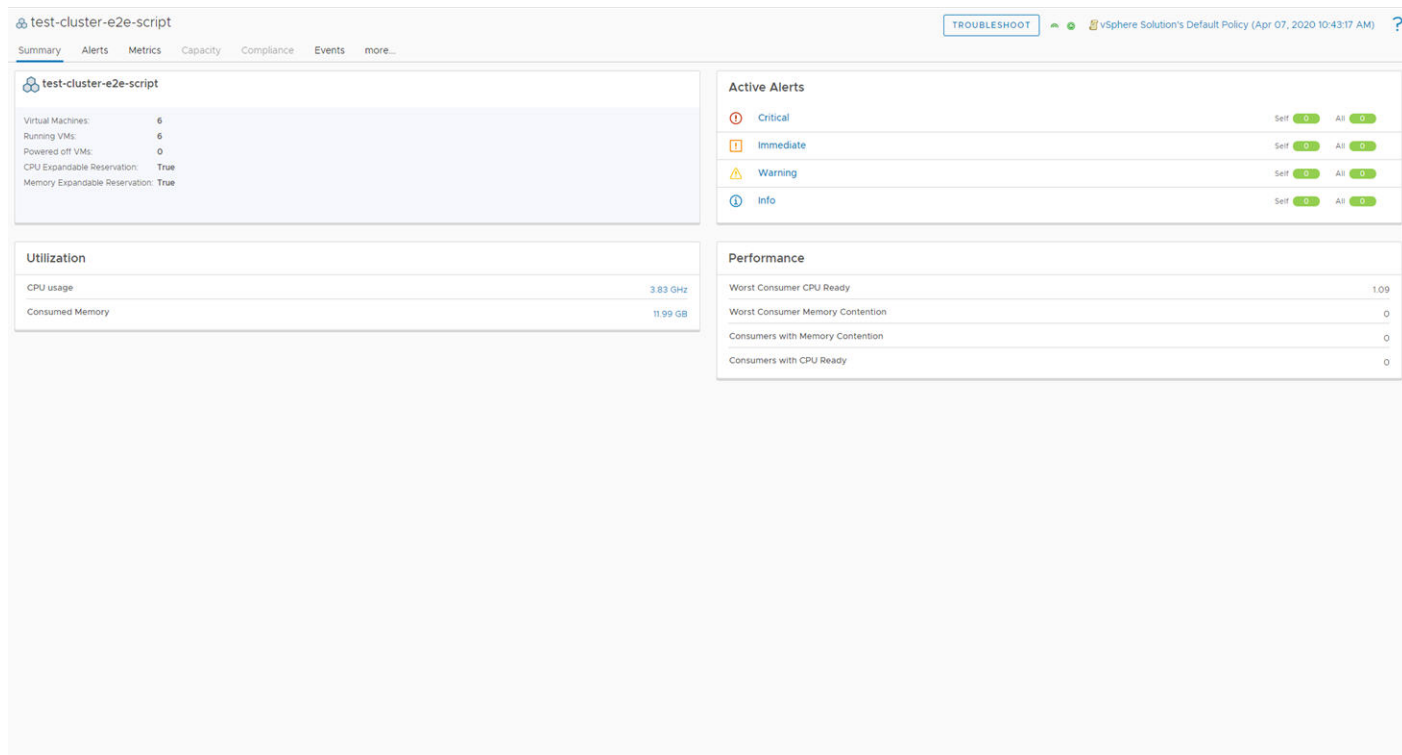 test-cluster-e2e-script
TROUBLESHOOT vSphere Solution's Default Policy (Apr 07, 2020 10:43:17 AM) ?
Summary Alerts Metrics Capacity Compliance Events more...
test-cluster-e2e-script
Virtual Machines: 6
Running VMs: 6
Powered off VMs: 0
CPU Expandable Reservation: True
Memory Expandable Reservation: True
Active Alerts
Critical Self 0 All 0
Immediate Self 0 All 0
Warning Self 0 All 0
Info Self 0 All 0
Utilization
CPU usage 3.83 GHz
Consumed Memory 11.99 GB
Performance
Worst Consumer CPU Ready 1.09
Worst Consumer Memory Contention 0
Consumers with Memory Contention 0
Consumers with CPU Ready 0